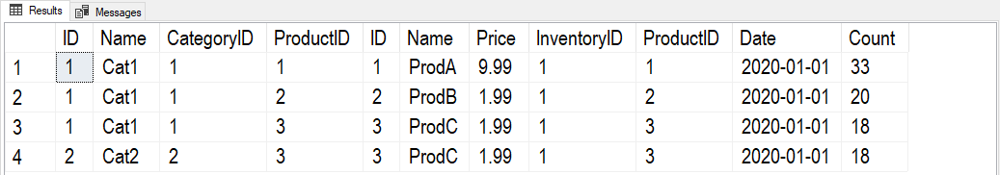 Results Messages
ID Name CategoryID ProductID ID Name Price InventoryID ProductID Date Count
1 1 Cat1 1 1 1 ProdA 9.99 1 1 2020-01-01 33
2 1 Cat1 1 2 2 ProdB 1.99 1 2 2020-01-01 20
3 1 Cat1 1 3 3 ProdC 1.99 1 3 2020-01-01 18
4 2 Cat2 2 3 3 ProdC 1.99 1 3 2020-01-01 18